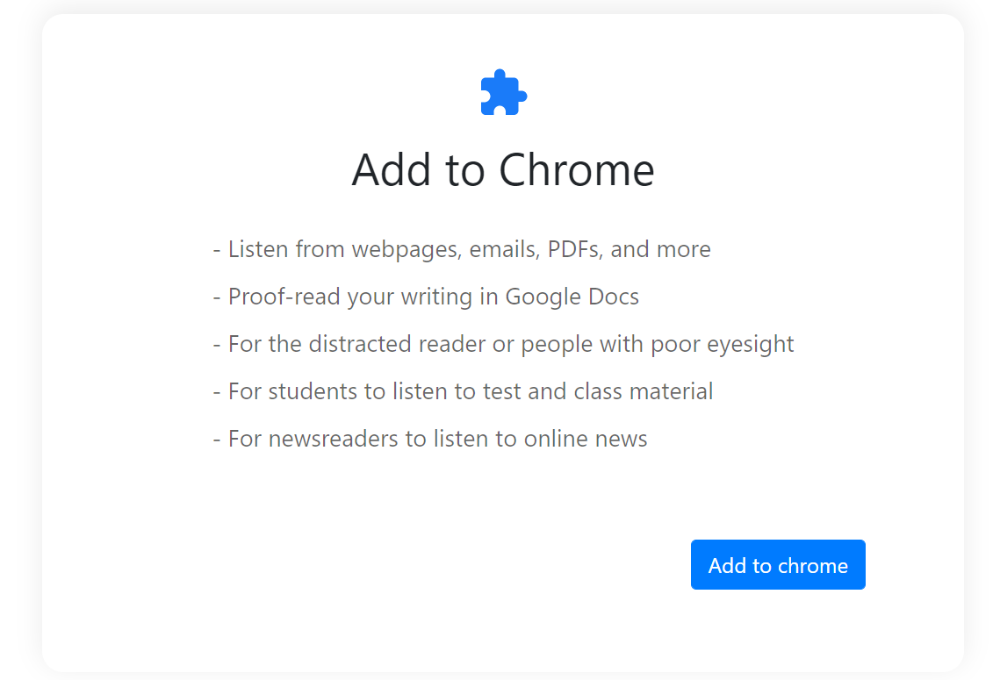 Add to Chrome
- Listen from webpages, emails, PDFs, and more
- Proof-read your writing in Google Docs
- For the distracted reader or people with poor eyesight
- For students to listen to test and class material
- For newsreaders to listen to online news
Add to chrome